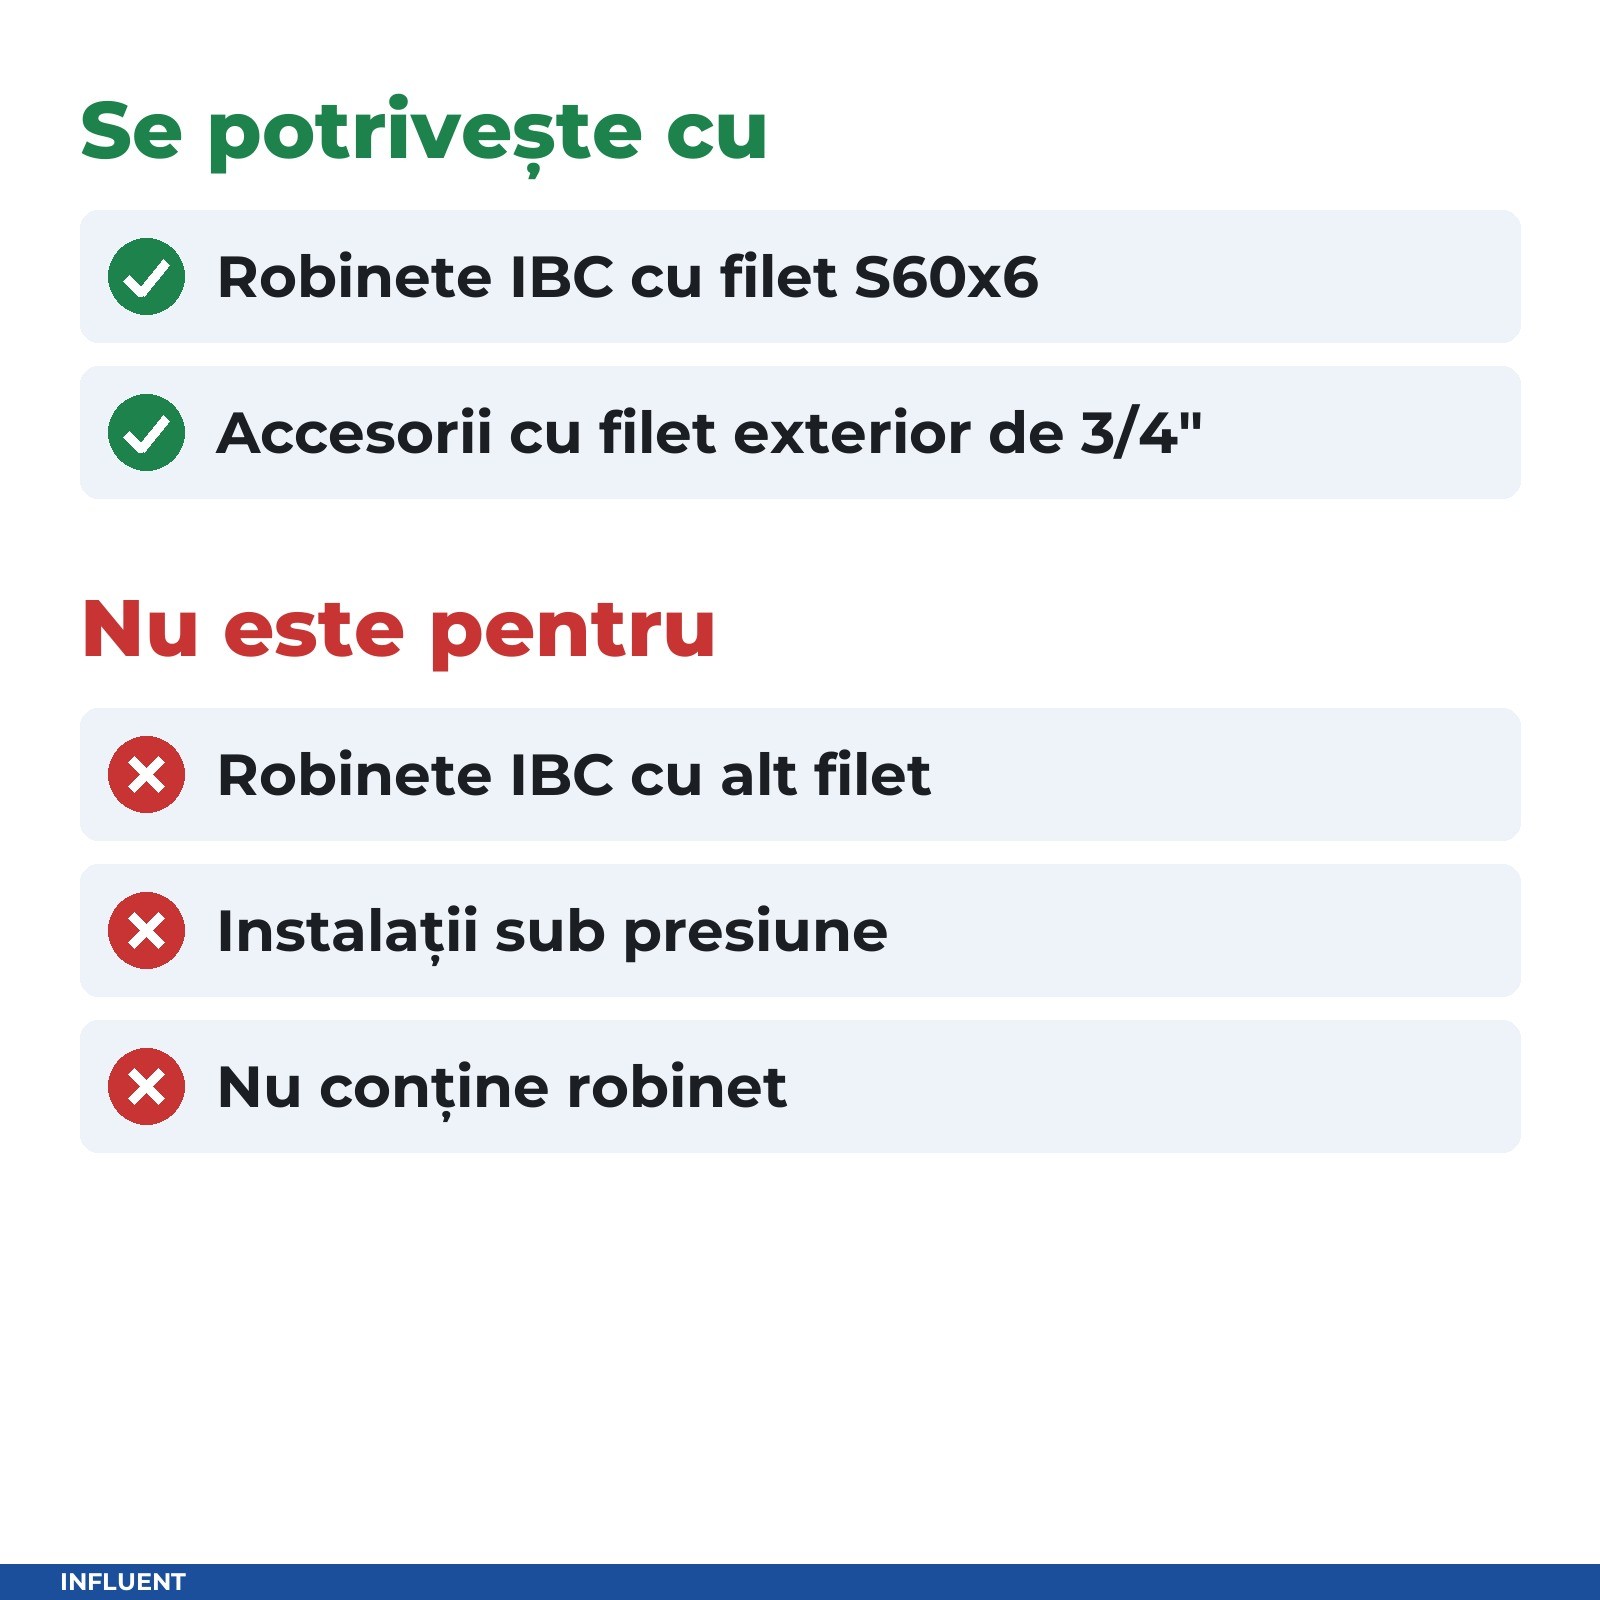 Se potrivește cu
Robinete IBC cu filet S60x6
Accesorii cu filet exterior de 3/4"
Nu este pentru
Robinete IBC cu alt filet
Instalații sub presiune
Nu conține robinet
INFLUENT